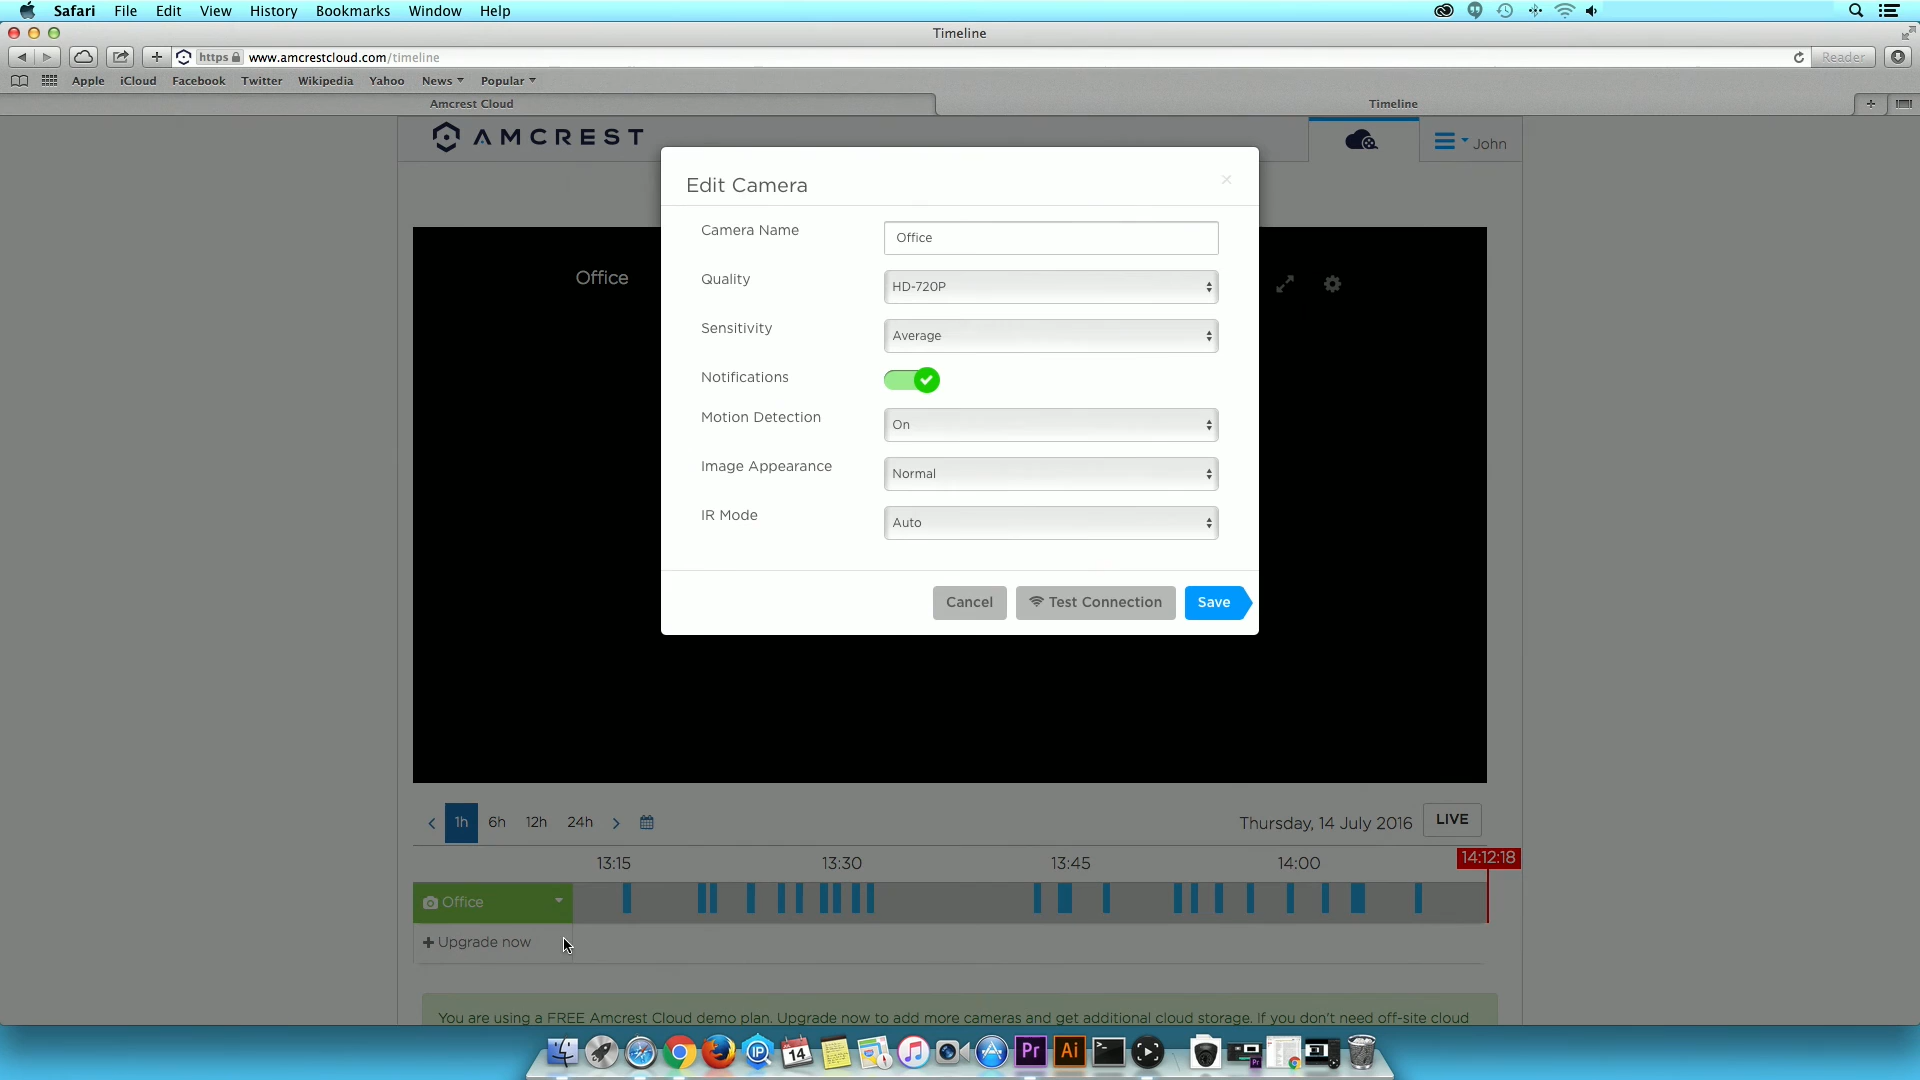 Safari File Edit View History Bookmarks Window Help
Timeline
https www.amcrestcloud.com/timeline Reader
Apple iCloud Facebook Twitter Wikipedia Yahoo News Popular
Amcrest Cloud Timeline
AMCREST John
Edit Camera
Camera Name Office
Quality HD-720P
Office
Sensitivity Average
Notifications
Motion Detection On
Image Appearance Normal
IR Mode Auto
Cancel Test Connection Save
1h 6h 12h 24h Thursday, 14 July 2016 LIVE
13:15 13:30 13:45 14:00 14:12:18
Office
+ Upgrade now
You are using a FREE Amcrest Cloud demo plan. Upgrade now to add more cameras and get additional cloud storage. If you don't need off-site cloud
IP 14 Pr Ai